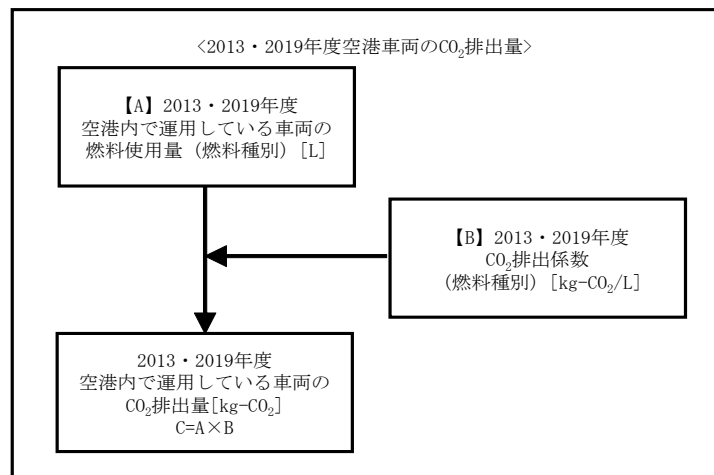 <2013・2019年度空港車両のCO₂排出量>
【A】2013・2019年度
空港内で運用している車両の
燃料使用量（燃料種別）[L]
【B】2013・2019年度
CO₂排出係数
（燃料種別）[kg-CO₂/L]
2013・2019年度
空港内で運用している車両の
CO₂排出量[kg-CO₂]
C=A×B